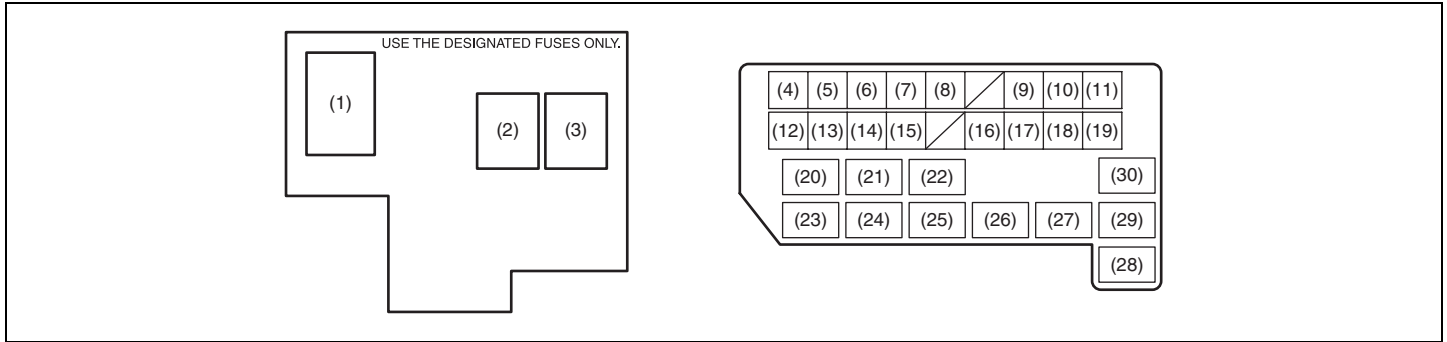 USE THE DESIGNATED FUSES ONLY.
(1)
(2) (3)
(4) (5) (6) (7) (8) (9) (10) (11)
(12) (13) (14) (15) (16) (17) (18) (19)
(20) (21) (22) (30)
(23) (24) (25) (26) (27) (29)
(28)